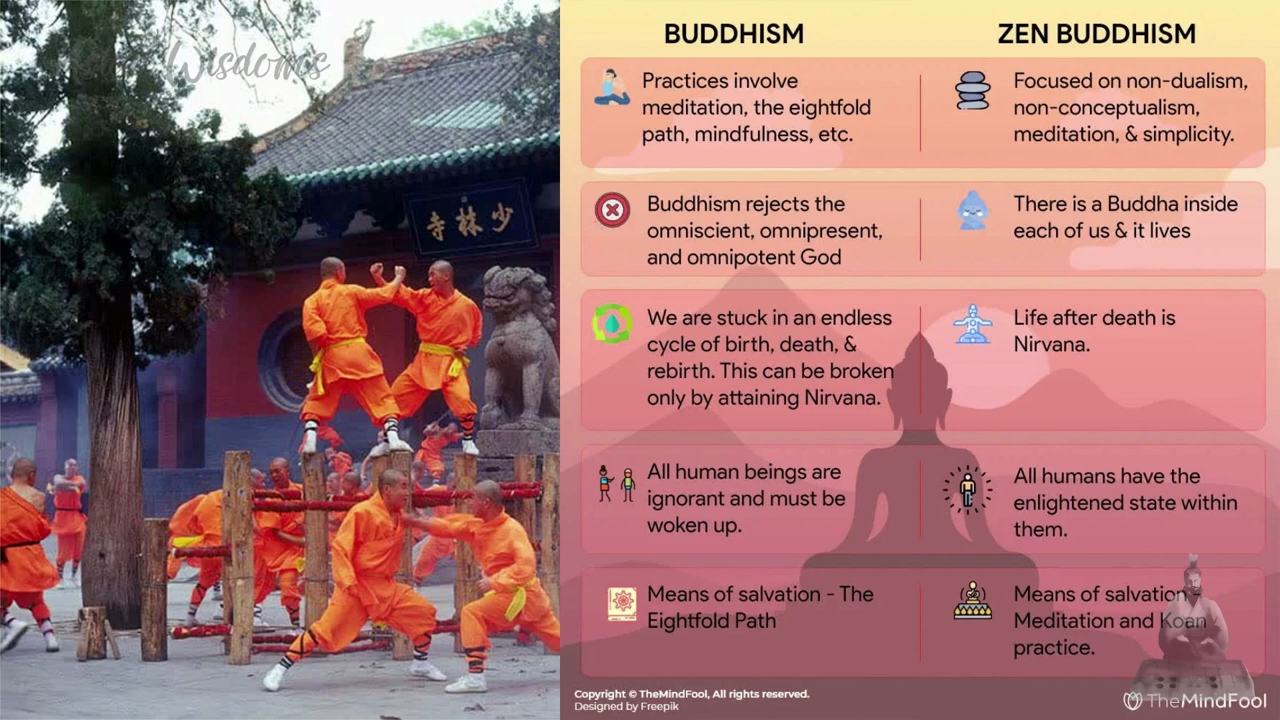 Wisdoms
寺林少
BUDDHISM
ZEN BUDDHISM
Practices involve
meditation, the eightfold
path, mindfulness, etc.
Focused on non-dualism,
non-conceptualism,
meditation, & simplicity.
Buddhism rejects the
omniscient, omnipresent,
and omnipotent God
There is a Buddha inside
each of us & it lives
We are stuck in an endless
cycle of birth, death, &
rebirth. This can be broken
only by attaining Nirvana.
Life after death is
Nirvana.
All human beings are
ignorant and must be
woken up.
All humans have the
enlightened state within
them.
Means of salvation - The
Eightfold Path
Means of salvation
Meditation and Koan
practice.
Copyright © TheMindFool, All rights reserved.
Designed by Freepik
TheMindFool